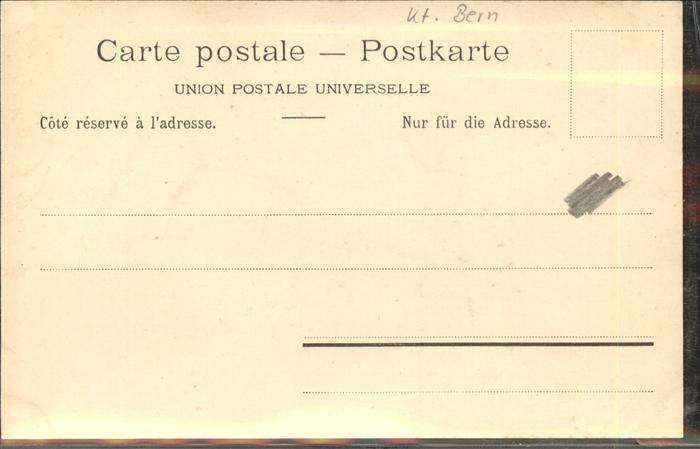 Kt. Bern
Carte postale — Postkarte
UNION POSTALE UNIVERSELLE
Côté réservé à l'adresse. Nur für die Adresse.